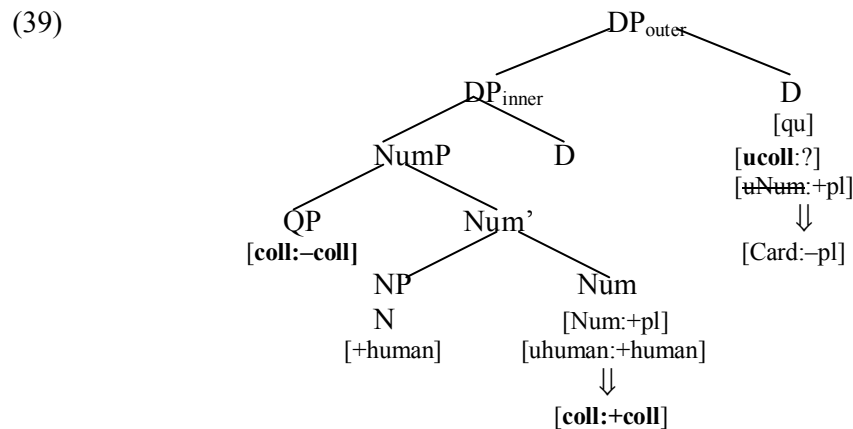 (39) DPouter
DPinner D
[qu]
NumP D [ucoll:?]
[uNum:+pl]
QP Num' ⇓
[coll:–coll] [Card:–pl]
NP Num
N [Num:+pl]
[+human] [uhuman:+human]
⇓
[coll:+coll]